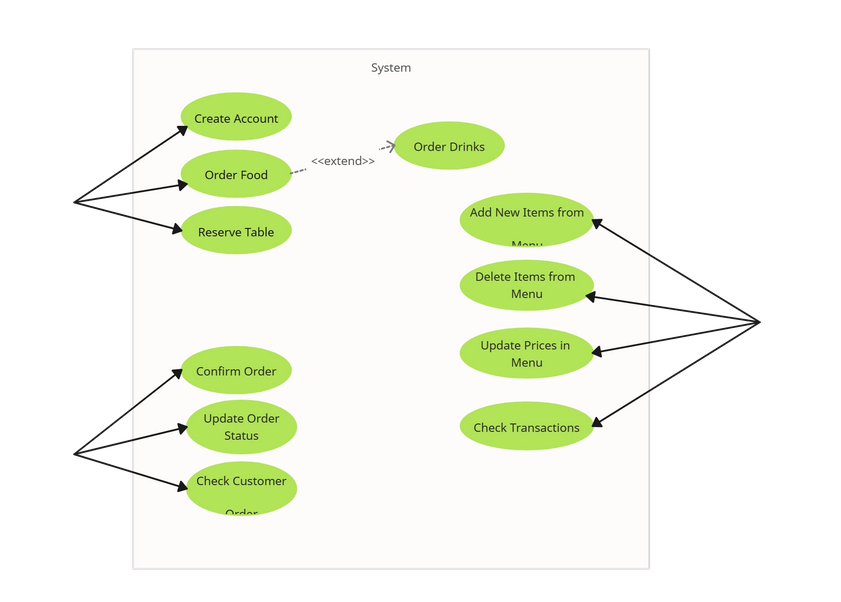 System
Create Account
Order Food
<<extend>>
Order Drinks
Reserve Table
Add New Items from
Menu
Delete Items from
Menu
Update Prices in
Menu
Check Transactions
Confirm Order
Update Order
Status
Check Customer
Order